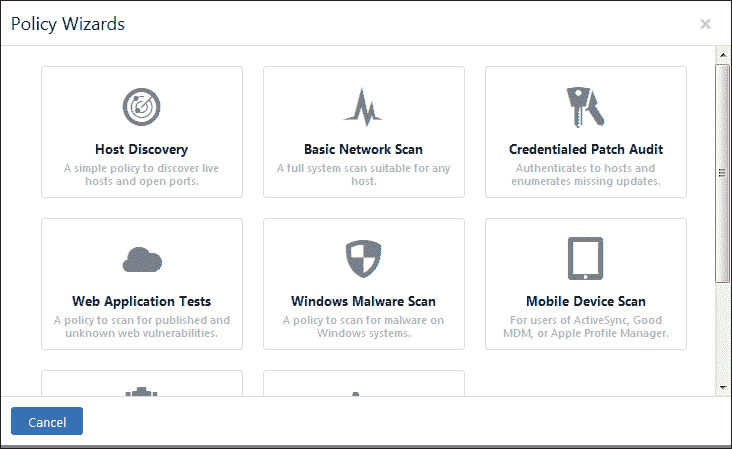 Policy Wizards
Host Discovery
A simple policy to discover live
hosts and open ports.
Basic Network Scan
A full system scan suitable for any
host.
Credentialed Patch Audit
Authenticates to hosts and
enumerates missing updates.
Web Application Tests
A policy to scan for published and
unknown web vulnerabilities.
Windows Malware Scan
A policy to scan for malware on
Windows systems.
Mobile Device Scan
For users of ActiveSync, Good
MDM, or Apple Profile Manager.
Cancel